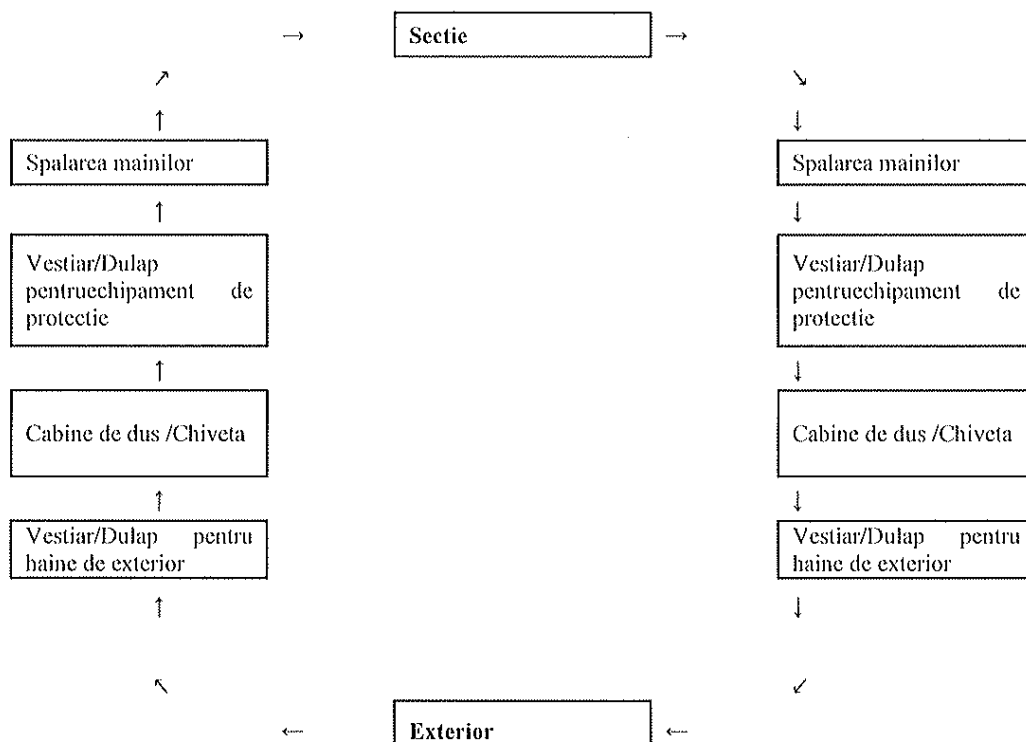 → Sectie →
↗ ↘
↑ ↓
Spalarea mainilor
Spalarea mainilor
↑ ↓
Vestiar/Dulap
pentruechipament de
protectie
Vestiar/Dulap
pentruechipament de
protectie
↑ ↓
Cabine de dus /Chiveta
Cabine de dus /Chiveta
↑ ↓
Vestiar/Dulap pentru
haine de exterior
Vestiar/Dulap pentru
haine de exterior
↑ ↓
↖ ↙
← Exterior ←